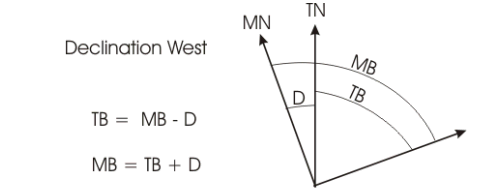 TN
MN
Declination West
MB
D
TB
TB = MB - D
MB = TB + D